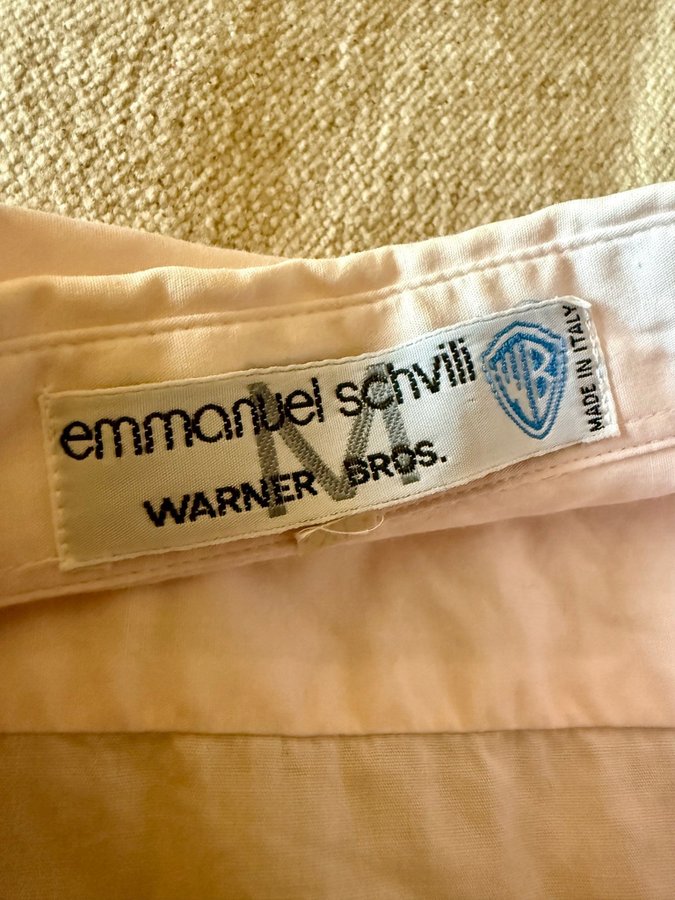 emmanuel schvili
M
WARNER BROS.
WB
MADE IN ITALY